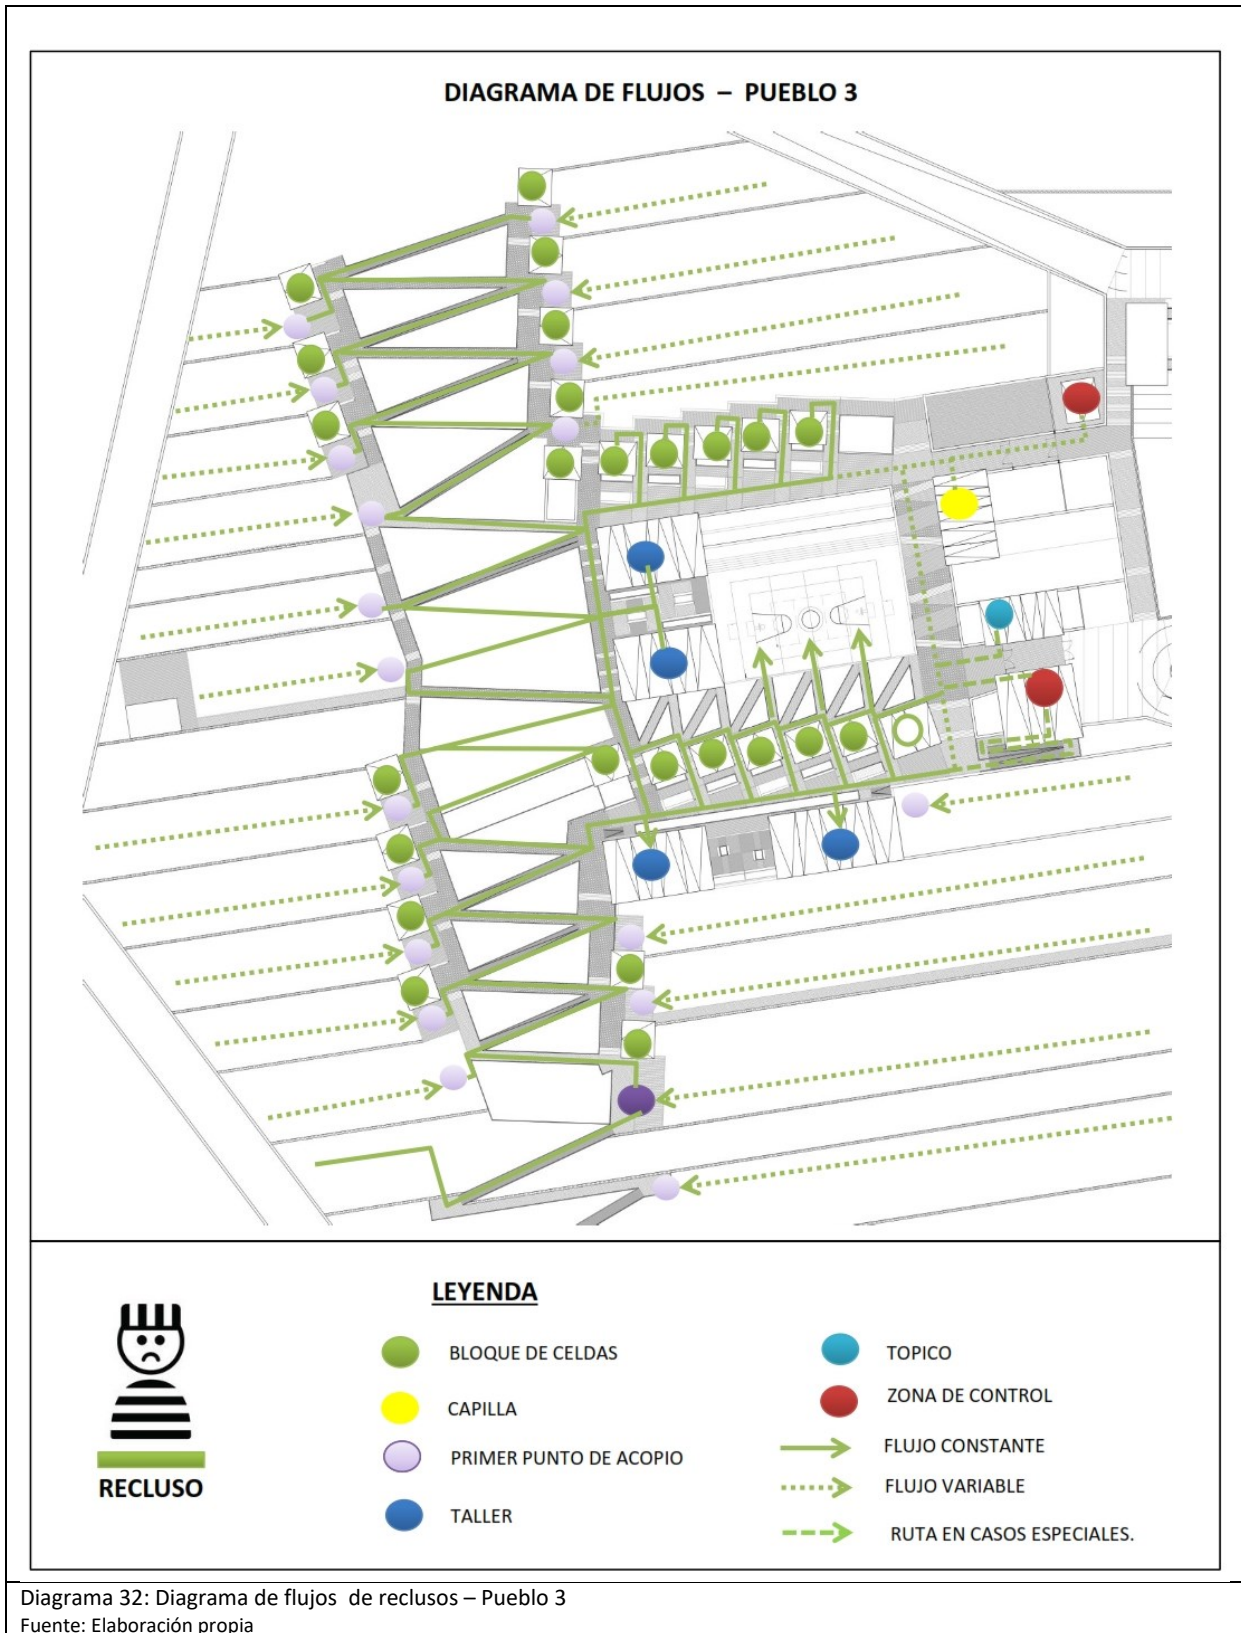 DIAGRAMA DE FLUJOS – PUEBLO 3
LEYENDA
BLOQUE DE CELDAS
CAPILLA
PRIMER PUNTO DE ACOPIO
TALLER
TOPICO
ZONA DE CONTROL
FLUJO CONSTANTE
FLUJO VARIABLE
RUTA EN CASOS ESPECIALES.
RECLUSO
Diagrama 32: Diagrama de flujos de reclusos – Pueblo 3
Fuente: Elaboración propia